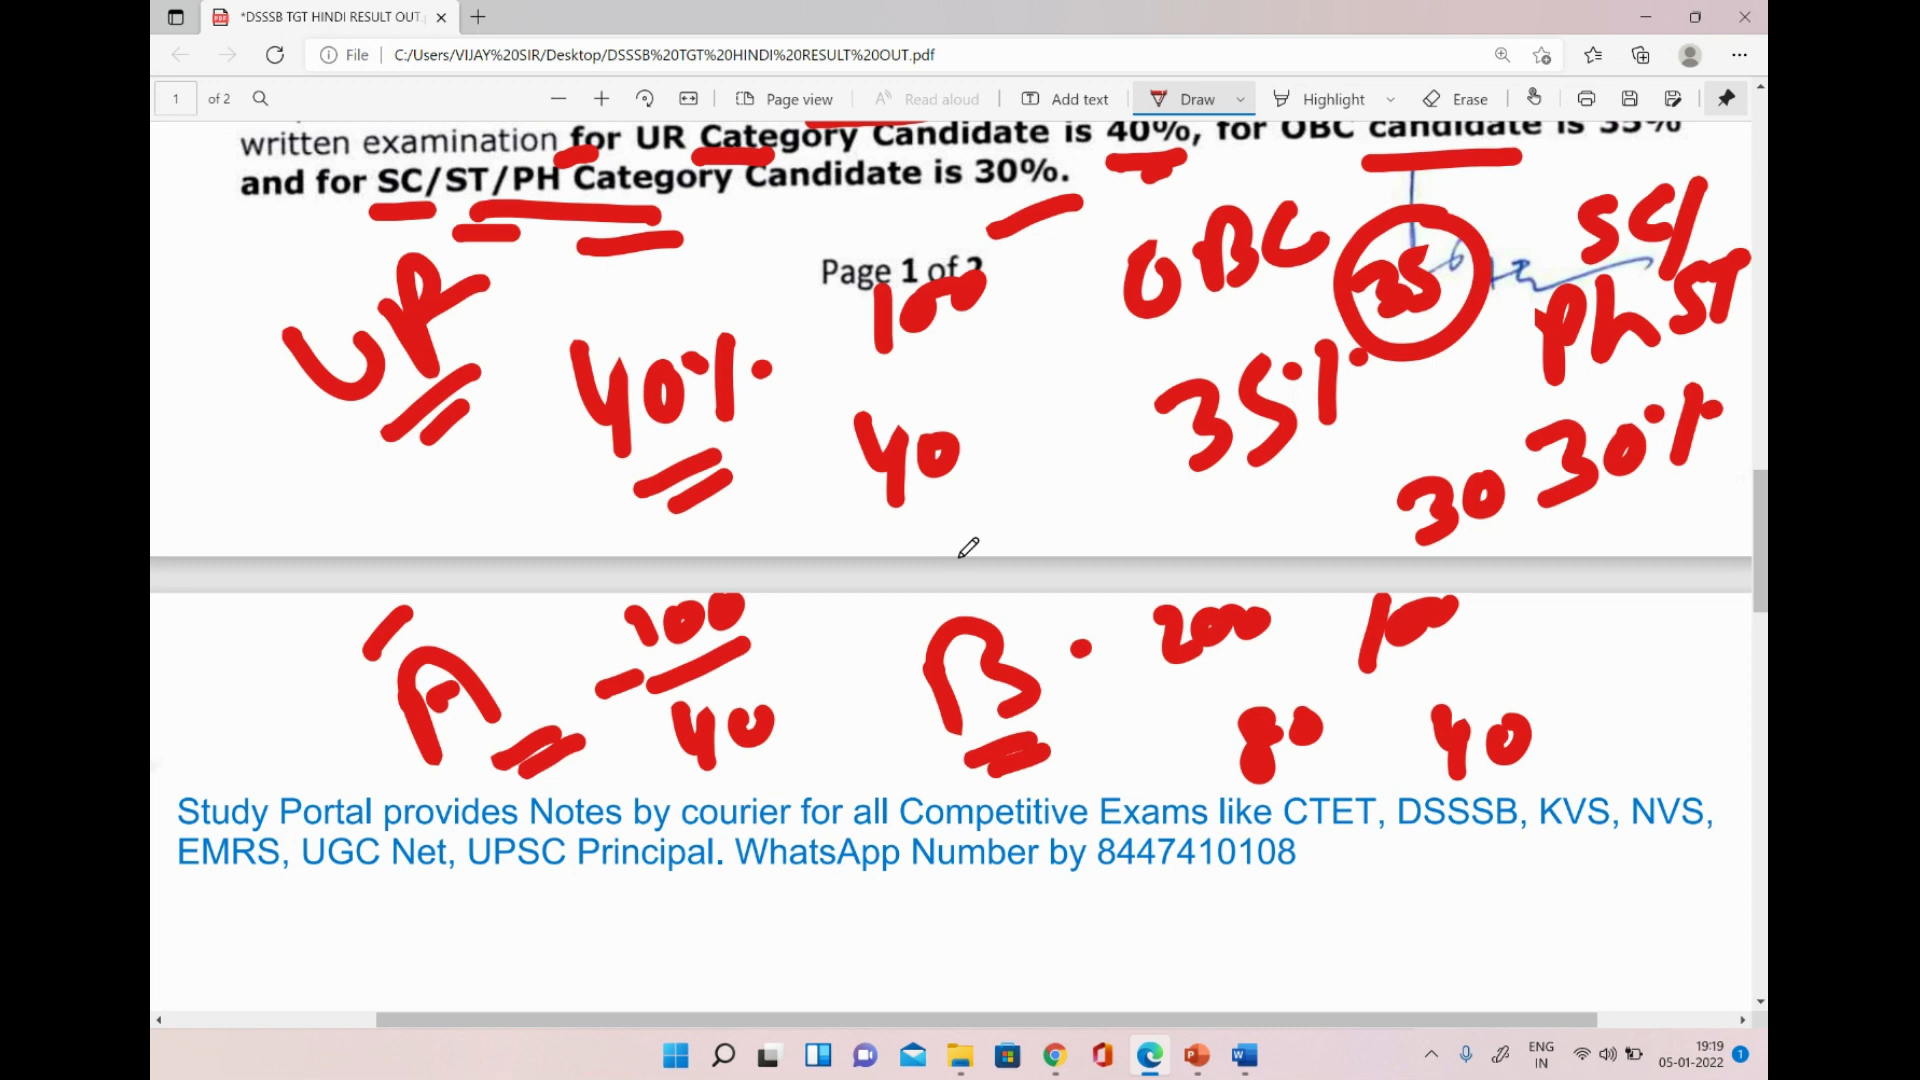 *DSSSB TGT HINDI RESULT OUT.p
File C:/Users/VIJAY%20SIR/Desktop/DSSSB%20TGT%20HINDI%20RESULT%20OUT.pdf
1 of 2 Page view Read aloud Add text Draw Highlight Erase
written examination for UR Category Candidate is 40%, for OBC candidate is 35%
and for SC/ST/PH Category Candidate is 30%.
Page 1 of 2
UR 40% 100 40
OBC 35 35%
SC/ST Ph 30 30%
A 100 40
B 200 100
80 40
Study Portal provides Notes by courier for all Competitive Exams like CTET, DSSSB, KVS, NVS,
EMRS, UGC Net, UPSC Principal. WhatsApp Number by 8447410108
ENG 19:19
IN 05-01-2022 1